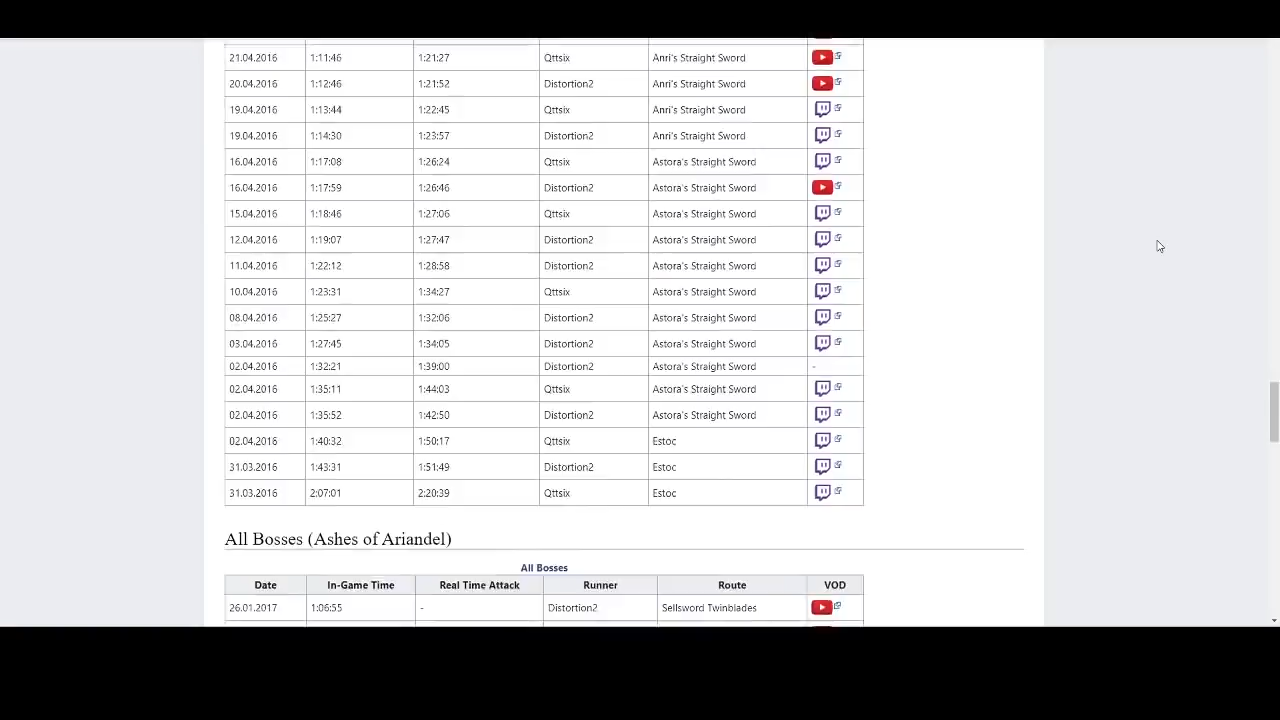 21.04.2016 1:11:46 1:21:27 Qttsix Anri's Straight Sword
20.04.2016 1:12:46 1:21:52 Distortion2 Anri's Straight Sword
19.04.2016 1:13:44 1:22:45 Qttsix Anri's Straight Sword
19.04.2016 1:14:30 1:23:57 Distortion2 Anri's Straight Sword
16.04.2016 1:17:08 1:26:24 Qttsix Astora's Straight Sword
16.04.2016 1:17:59 1:26:46 Distortion2 Astora's Straight Sword
15.04.2016 1:18:46 1:27:06 Qttsix Astora's Straight Sword
12.04.2016 1:19:07 1:27:47 Distortion2 Astora's Straight Sword
11.04.2016 1:22:12 1:28:58 Distortion2 Astora's Straight Sword
10.04.2016 1:23:31 1:34:27 Qttsix Astora's Straight Sword
08.04.2016 1:25:27 1:32:06 Distortion2 Astora's Straight Sword
03.04.2016 1:27:45 1:34:05 Distortion2 Astora's Straight Sword
02.04.2016 1:32:21 1:39:00 Distortion2 Astora's Straight Sword -
02.04.2016 1:35:11 1:44:03 Qttsix Astora's Straight Sword
02.04.2016 1:35:52 1:42:50 Distortion2 Astora's Straight Sword
02.04.2016 1:40:32 1:50:17 Qttsix Estoc
31.03.2016 1:43:31 1:51:49 Distortion2 Estoc
31.03.2016 2:07:01 2:20:39 Qttsix Estoc
All Bosses (Ashes of Ariandel)
All Bosses
Date In-Game Time Real Time Attack Runner Route VOD
26.01.2017 1:06:55 - Distortion2 Sellsword Twinblades